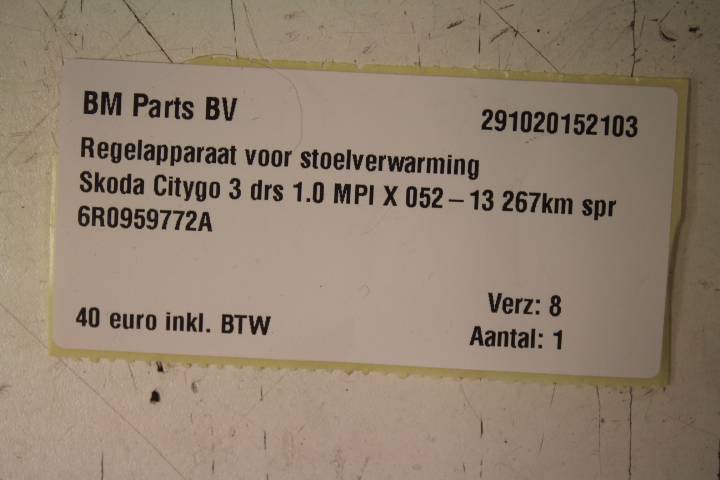 BM Parts BV
291020152103
Regelapparaat voor stoelverwarming
Skoda Citygo 3 drs 1.0 MPI X 052 – 13 267km spr
6R0959772A
Verz: 8
40 euro inkl. BTW
Aantal: 1